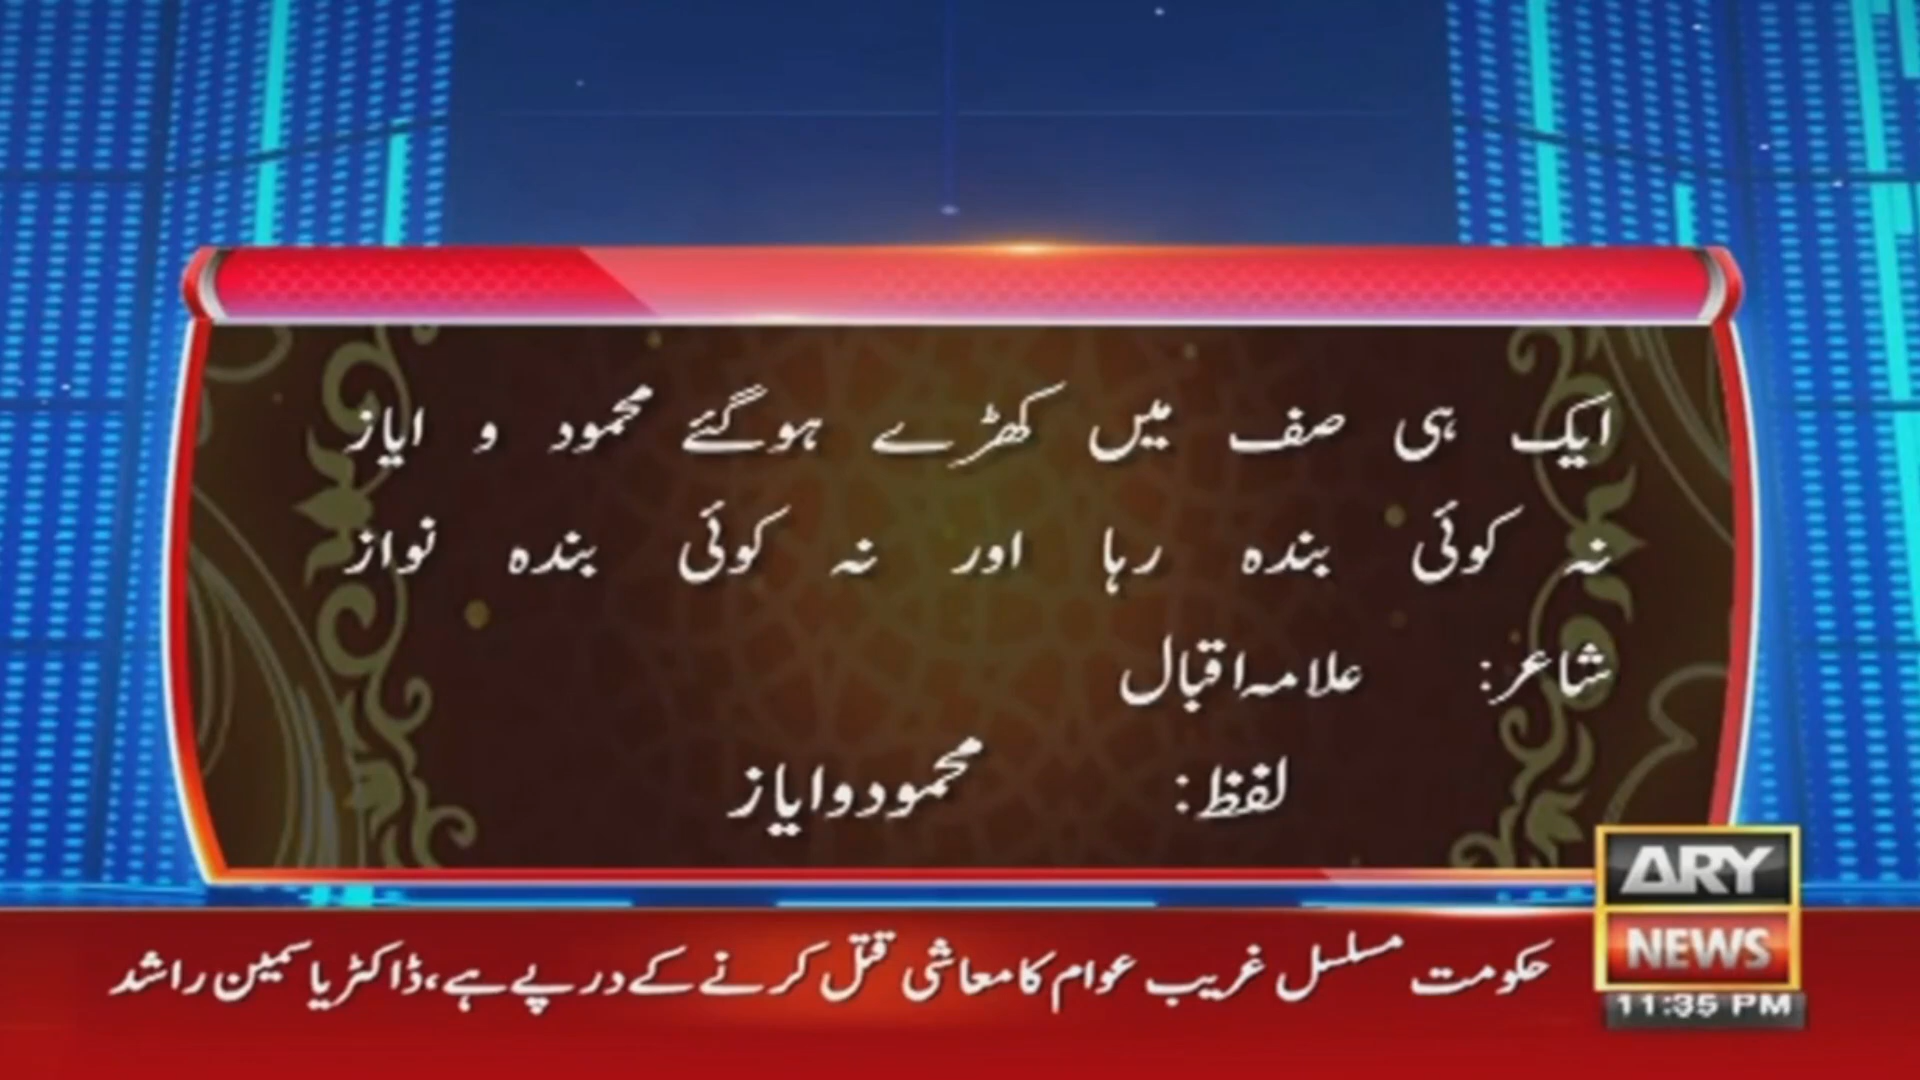 ایک ہی صف میں کھڑے ہوگئے محمود و ایاز
نہ کوئی بندہ رہا اور نہ کوئی بندہ نواز
شاعر: علامہ اقبال
لفظ: محمود و ایاز
حکومت مسلسل غریب عوام کا معاشی قتل کرنے کے درپے ہے، ڈاکٹر یاسمین راشد
ARY
NEWS
11:35 PM